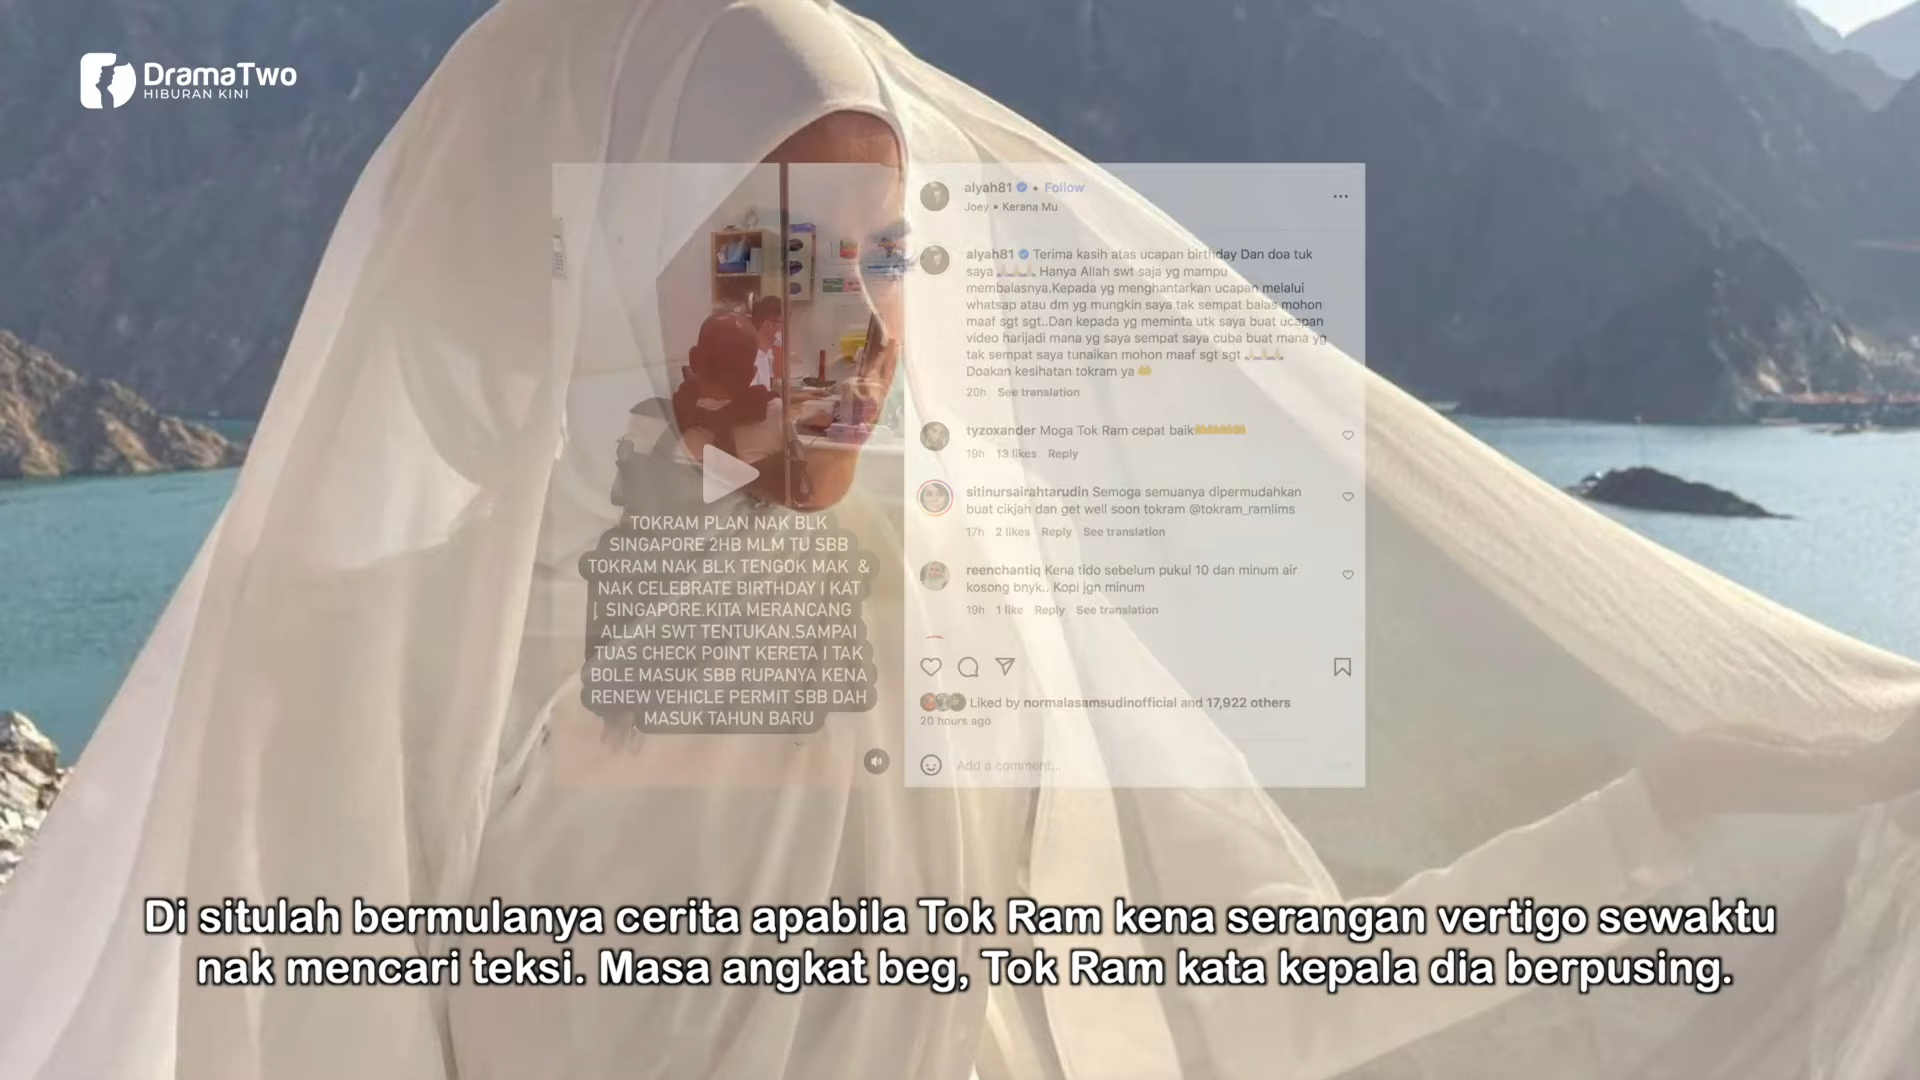 DramaTwo
HIBURAN KINI
TOKRAM PLAN NAK BLK
SINGAPORE 2HB MLM TU SBB
TOKRAM NAK BLK TENGOK MAK &
NAK CELEBRATE BIRTHDAY I KAT
SINGAPORE.KITA MERANCANG
ALLAH SWT TENTUKAN.SAMPAI
TUAS CHECK POINT KERETA I TAK
BOLE MASUK SBB RUPANYA KENA
RENEW VEHICLE PERMIT SBB DAH
MASUK TAHUN BARU
alyah81 • Follow
Joey • Kerana Mu
alyah81 Terima kasih atas ucapan birthday Dan doa tuk
saya 🙏🙏🙏 Hanya Allah swt saja yg mampu
membalasnya.Kepada yg menghantarkan ucapan melalui
whatsap atau dm yg mungkin saya tak sempat balas mohon
maaf sgt sgt..Dan kepada yg meminta utk saya buat ucapan
video harijadi mana yg saya sempat saya cuba buat mana yg
tak sempat saya tunaikan mohon maaf sgt sgt 🙏🙏🙏
Doakan kesihatan tokram ya 🤲
20h See translation
tyzoxander Moga Tok Ram cepat baik
19h 13 likes Reply
sitinursairahtarudin Semoga semuanya dipermudahkan
buat cikjah dan get well soon tokram @tokram_ramlims
17h 2 likes Reply See translation
reenchantiq Kena tido sebelum pukul 10 dan minum air
kosong bnyk.. Kopi jgn minum
19h 1 like Reply See translation
Liked by normalasamsudinofficial and 17,922 others
20 hours ago
Add a comment...
Di situlah bermulanya cerita apabila Tok Ram kena serangan vertigo sewaktu
nak mencari teksi. Masa angkat beg, Tok Ram kata kepala dia berpusing.